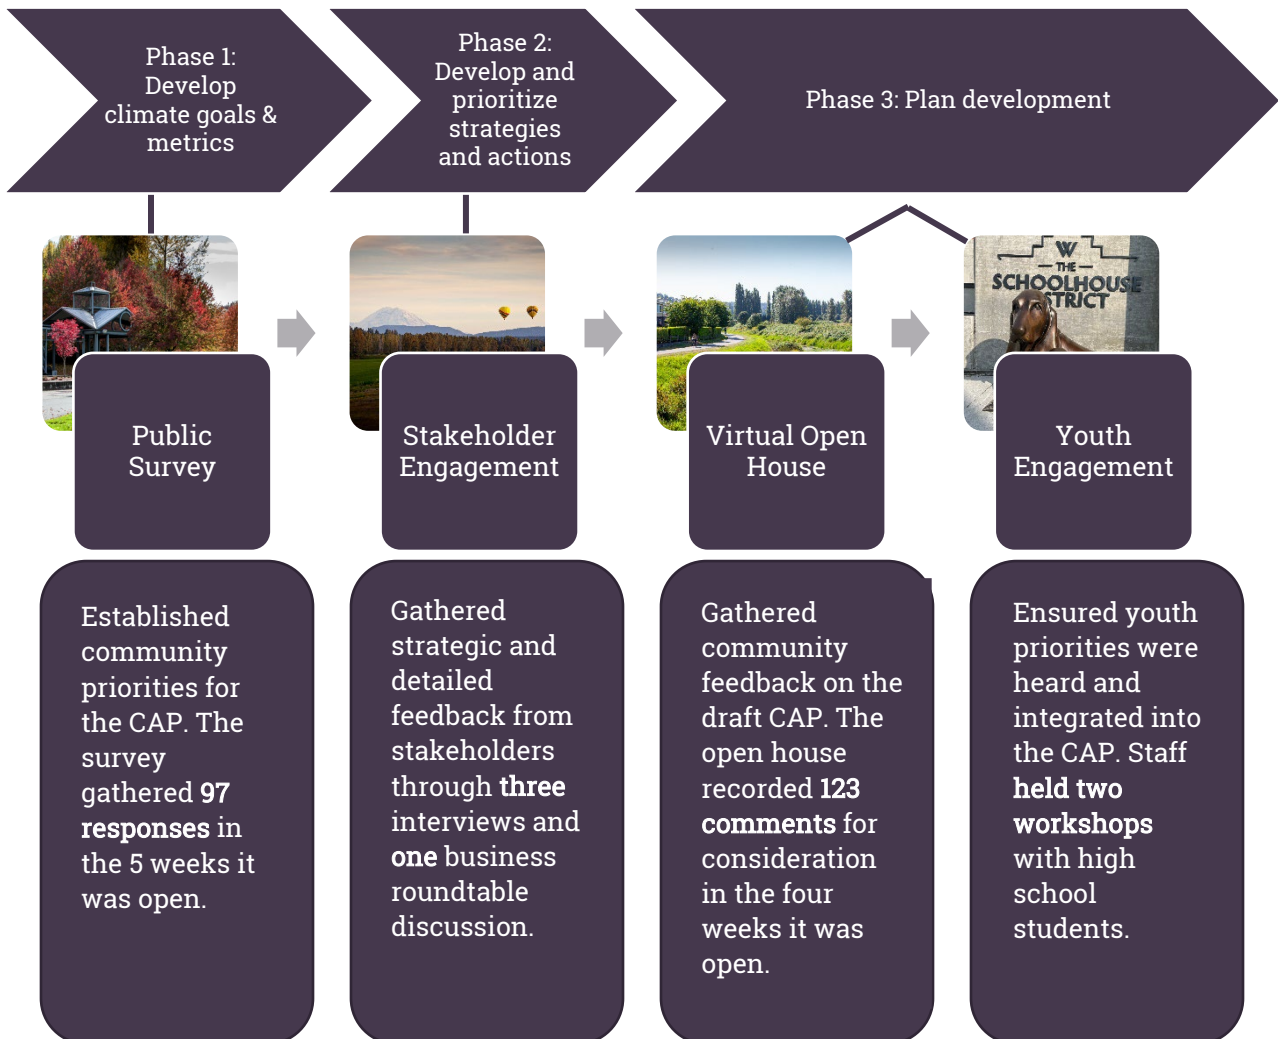 Phase 1:
Develop
climate goals &
metrics
Phase 2:
Develop and
prioritize
strategies
and actions
Phase 3: Plan development
W
THE
SCHOOLHOUSE
DISTRICT
Public
Survey
Stakeholder
Engagement
Virtual Open
House
Youth
Engagement
Established
community
priorities for
the CAP. The
survey
gathered 97
responses in
the 5 weeks it
was open.
Gathered
strategic and
detailed
feedback from
stakeholders
through three
interviews and
one business
roundtable
discussion.
Gathered
community
feedback on the
draft CAP. The
open house
recorded 123
comments for
consideration
in the four
weeks it was
open.
Ensured youth
priorities were
heard and
integrated into
the CAP. Staff
held two
workshops
with high
school
students.